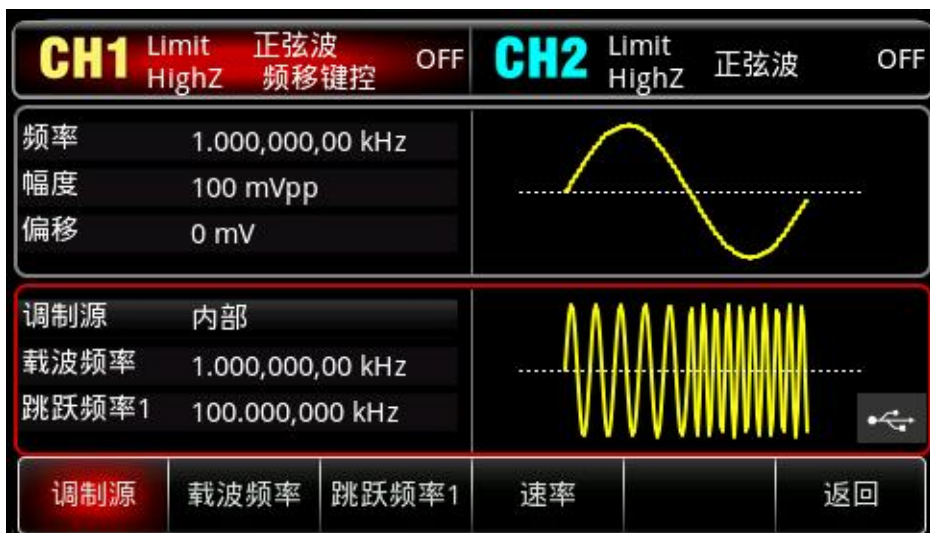 CH1 Limit 正弦波 OFF CH2 Limit 正弦波 OFF
HighZ 频移键控 HighZ
频率 1.000,000,00 kHz
幅度 100 mVpp
偏移 0 mV
调制源 内部
载波频率 1.000,000,00 kHz
跳跃频率1 100.000,000 kHz
调制源 载波频率 跳跃频率1 速率 返回